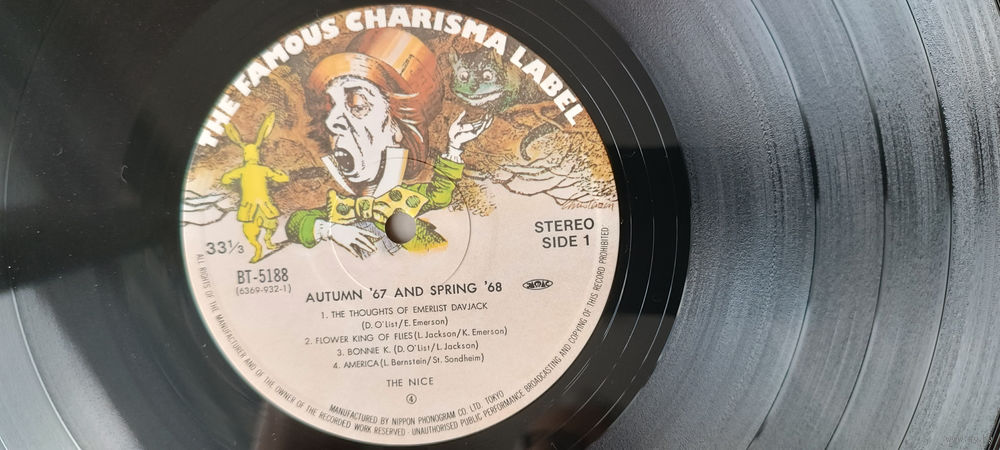 THE FAMOUS CHARISMA LABEL
33⅓
STEREO
SIDE 1
BT-5188
(6369-932-1)
AUTUMN '67 AND SPRING '68
1. THE THOUGHTS OF EMERLIST DAVJACK
(D. O'List/E. Emerson)
2. FLOWER KING OF FLIES (L. Jackson/K. Emerson)
3. BONNIE K. (D. O'List/L. Jackson)
4. AMERICA (L. Bernstein/St. Sondheim)
THE NICE
④
ALL RIGHTS OF THE MANUFACTURER AND OF THE OWNER OF THE RECORDED WORK RESERVED · UNAUTHORISED PUBLIC PERFORMANCE BROADCASTING AND COPYING OF THIS RECORD PROHIBITED
MANUFACTURED BY NIPPON PHONOGRAM CO. LTD. TOKYO